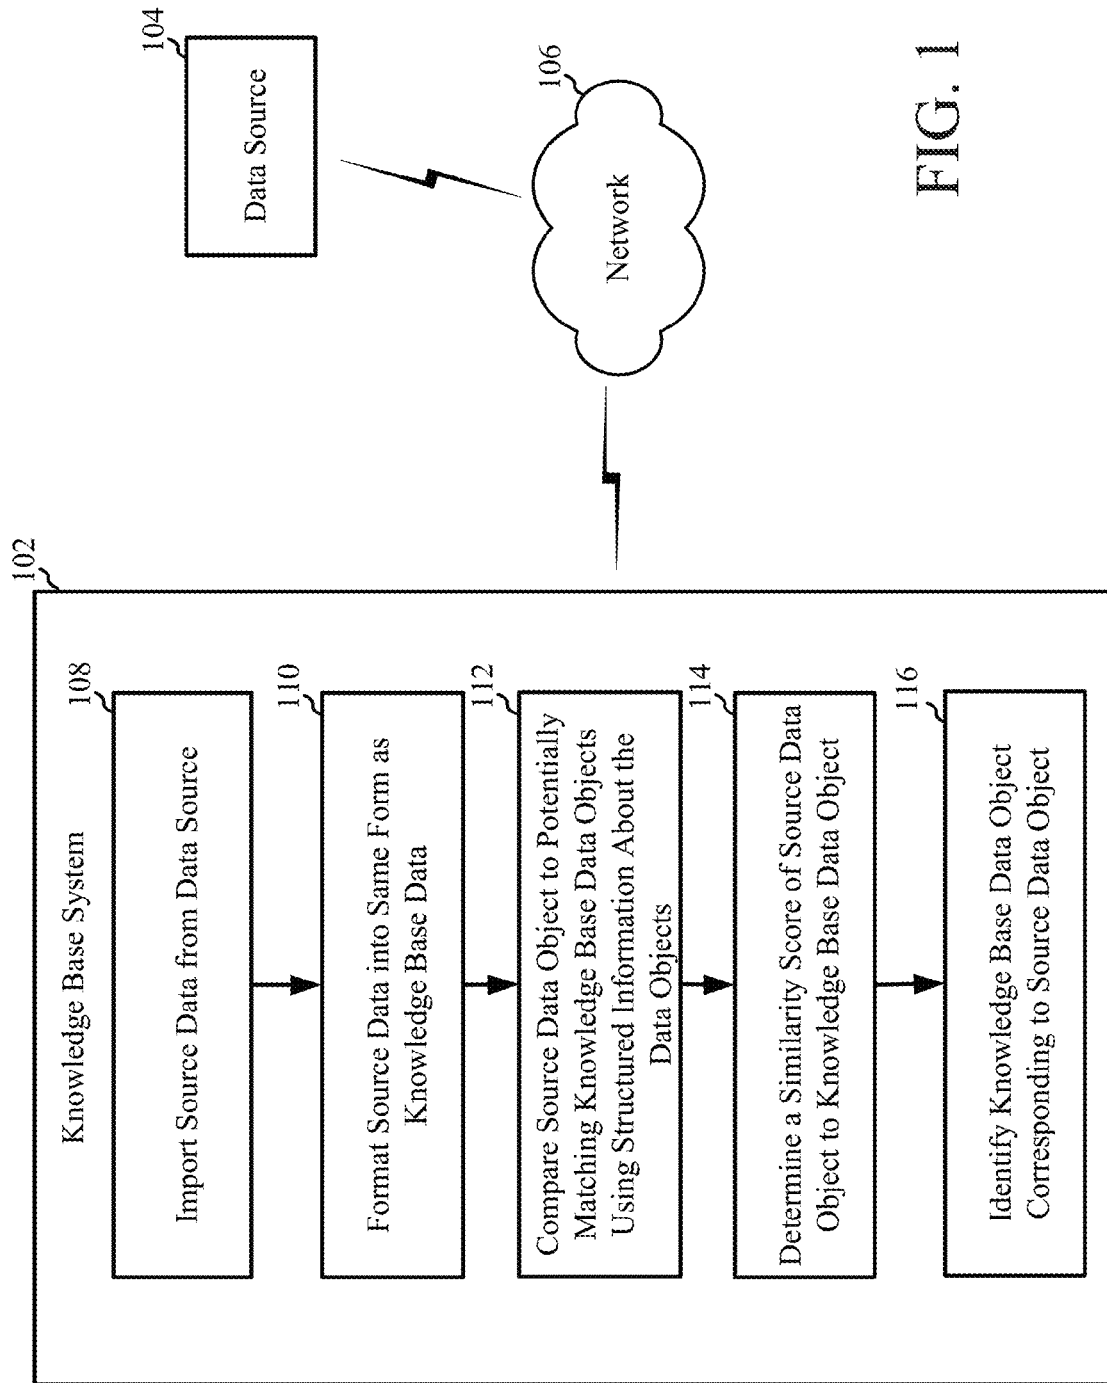 102
Knowledge Base System
108
Import Source Data from Data Source
110
Format Source Data into Same Form as
Knowledge Base Data
112
Compare Source Data Object to Potentially
Matching Knowledge Base Data Objects
Using Structured Information About the
Data Objects
114
Determine a Similarity Score of Source Data
Object to Knowledge Base Data Object
116
Identify Knowledge Base Data Object
Corresponding to Source Data Object
104
Data Source
106
Network
FIG. 1